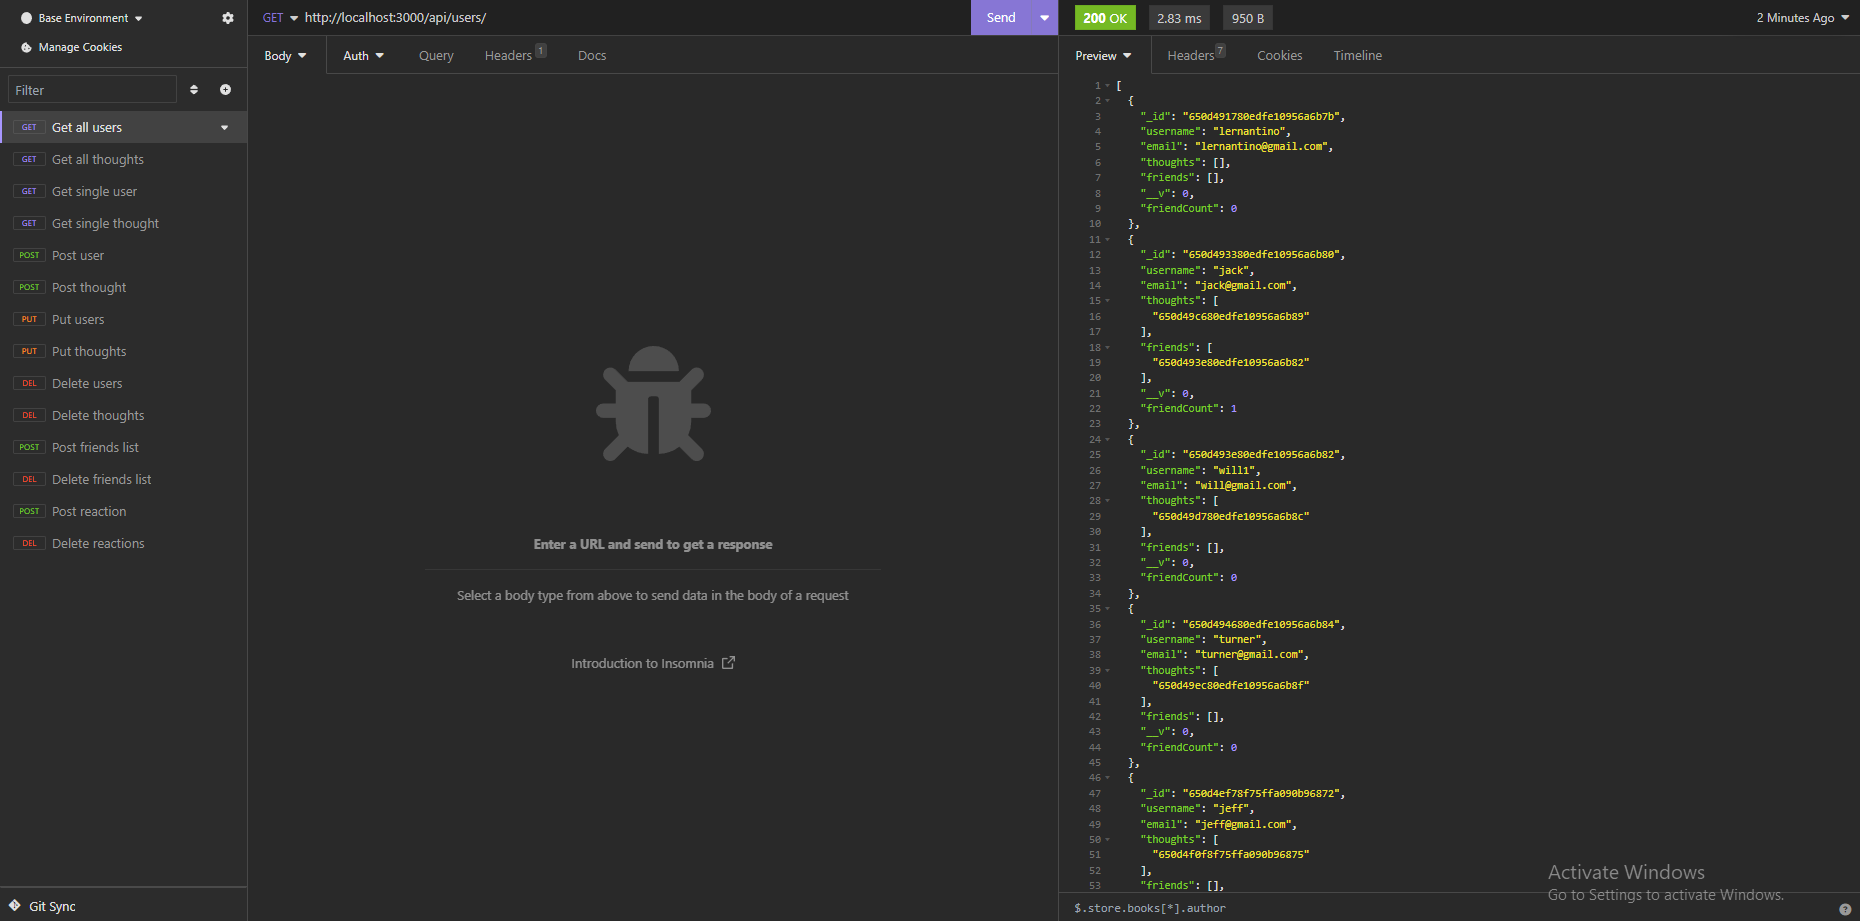 Base Environment
Manage Cookies
Filter
GET Get all users
GET Get all thoughts
GET Get single user
GET Get single thought
POST Post user
POST Post thought
PUT Put users
PUT Put thoughts
DEL Delete users
DEL Delete thoughts
POST Post friends list
DEL Delete friends list
POST Post reaction
DEL Delete reactions
Git Sync
GET http://localhost:3000/api/users/ Send
Body Auth Query Headers 1 Docs
Enter a URL and send to get a response
Select a body type from above to send data in the body of a request
Introduction to Insomnia
200 OK 2.83 ms 950 B 2 Minutes Ago
Preview Headers 7 Cookies Timeline
1 [
2 {
3 "_id": "650d491780edfe10956a6b7b",
4 "username": "lernantino",
5 "email": "lernantino@gmail.com",
6 "thoughts": [],
7 "friends": [],
8 "__v": 0,
9 "friendCount": 0
10 },
11 {
12 "_id": "650d493380edfe10956a6b80",
13 "username": "jack",
14 "email": "jack@gmail.com",
15 "thoughts": [
16 "650d49c680edfe10956a6b89"
17 ],
18 "friends": [
19 "650d493e80edfe10956a6b82"
20 ],
21 "__v": 0,
22 "friendCount": 1
23 },
24 {
25 "_id": "650d493e80edfe10956a6b82",
26 "username": "will1",
27 "email": "will@gmail.com",
28 "thoughts": [
29 "650d49d780edfe10956a6b8c"
30 ],
31 "friends": [],
32 "__v": 0,
33 "friendCount": 0
34 },
35 {
36 "_id": "650d494680edfe10956a6b84",
37 "username": "turner",
38 "email": "turner@gmail.com",
39 "thoughts": [
40 "650d49ec80edfe10956a6b8f"
41 ],
42 "friends": [],
43 "__v": 0,
44 "friendCount": 0
45 },
46 {
47 "_id": "650d4ef78f75ffa090b96872",
48 "username": "jeff",
49 "email": "jeff@gmail.com",
50 "thoughts": [
51 "650d4f0f8f75ffa090b96875"
52 ],
53 "friends": [],
Activate Windows
Go to Settings to activate Windows.
$.store.books[*].author